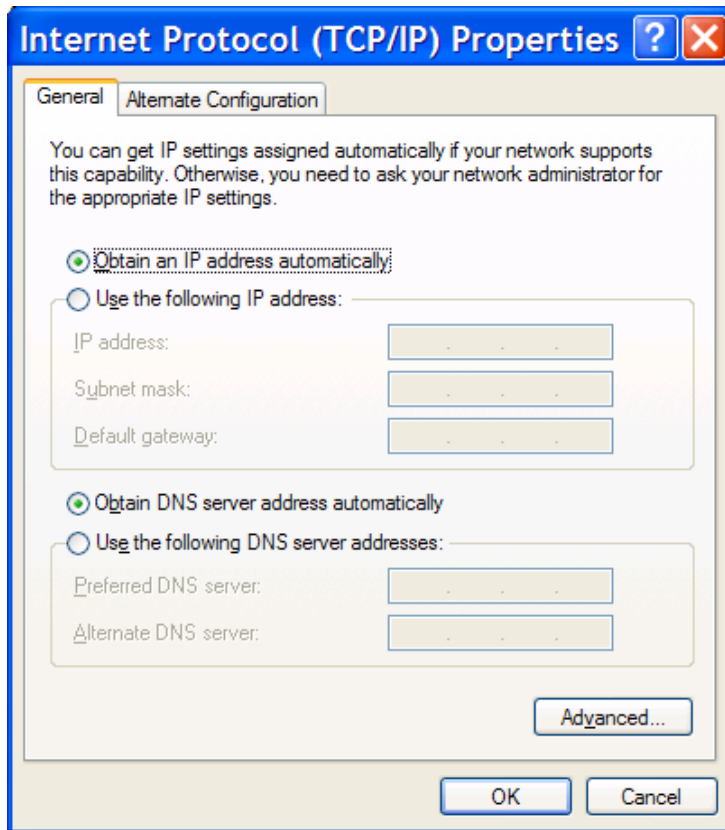 Internet Protocol (TCP/IP) Properties
General
Alternate Configuration
You can get IP settings assigned automatically if your network supports
this capability. Otherwise, you need to ask your network administrator for
the appropriate IP settings.
Obtain an IP address automatically
Use the following IP address:
IP address:
Subnet mask:
Default gateway:
Obtain DNS server address automatically
Use the following DNS server addresses:
Preferred DNS server:
Alternate DNS server:
Advanced...
OK
Cancel